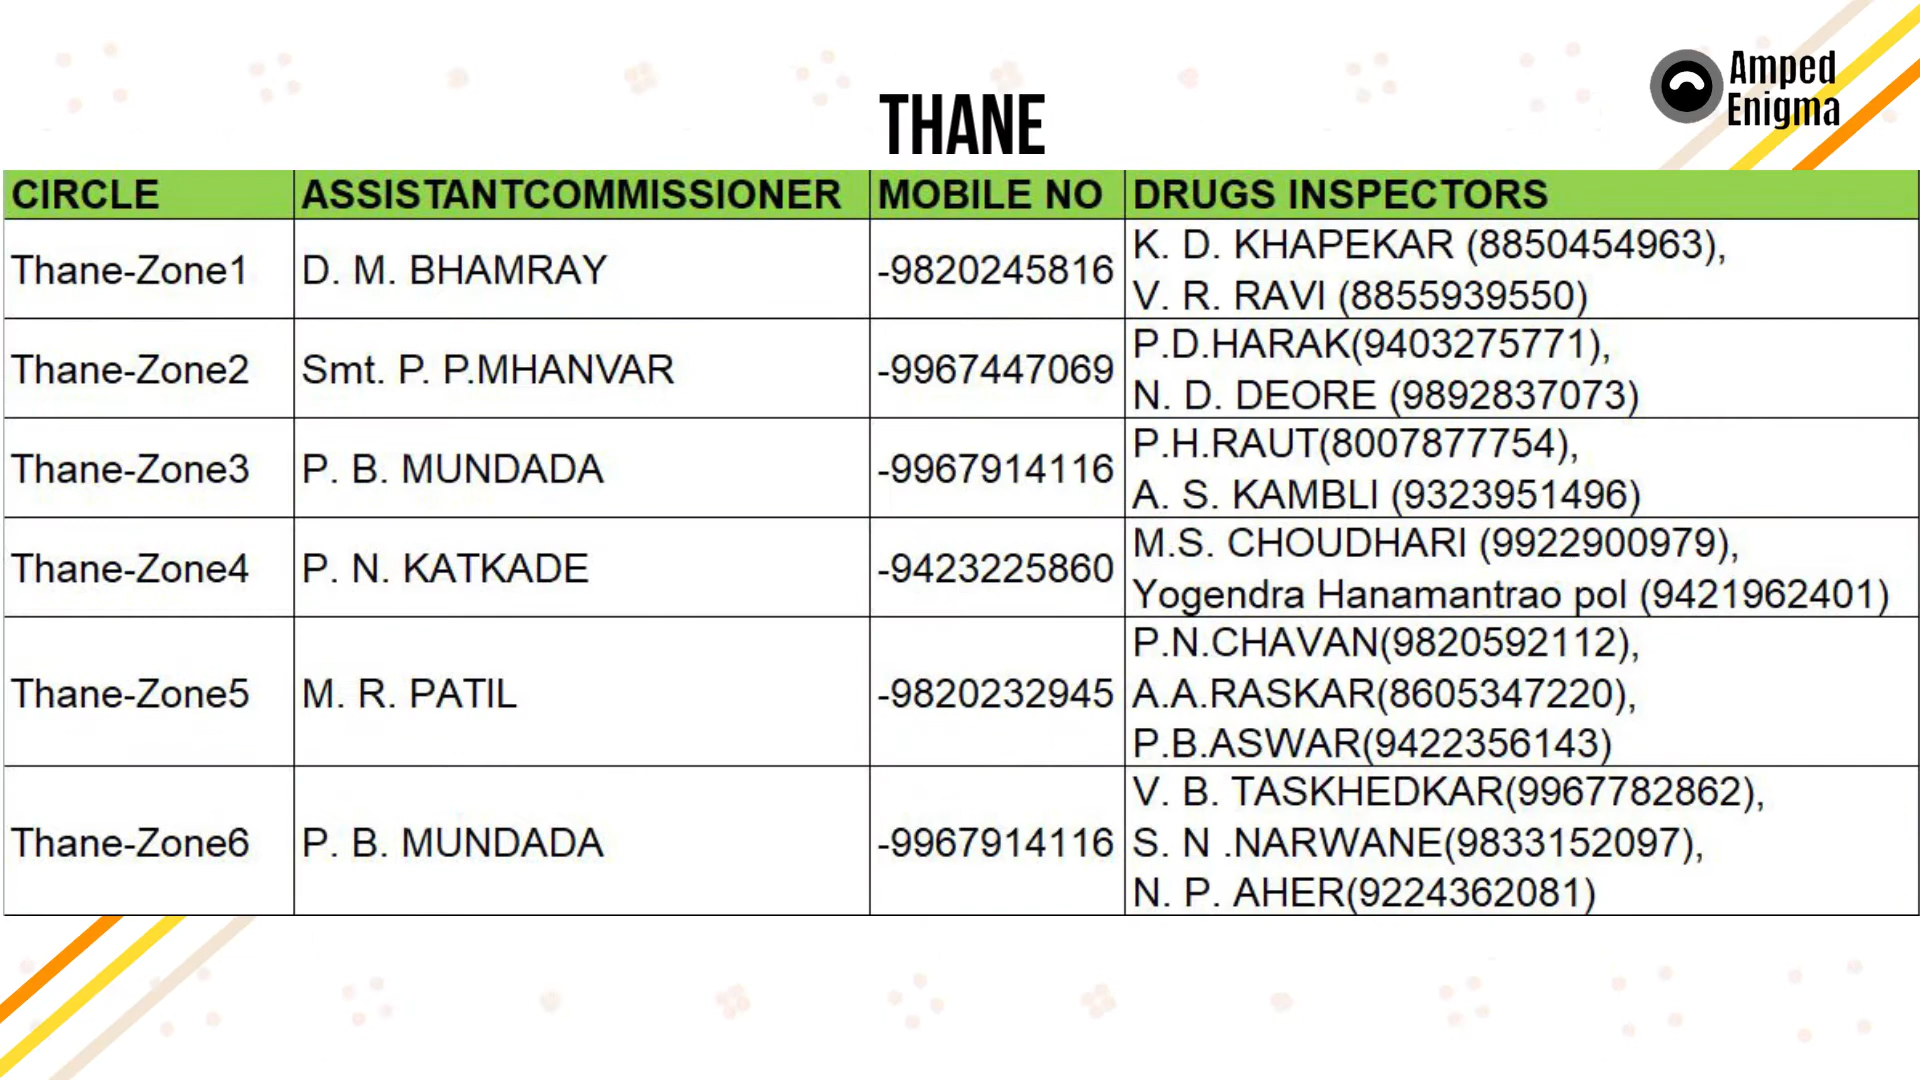 Amped
Enigma
THANE
CIRCLE ASSISTANTCOMMISSIONER MOBILE NO DRUGS INSPECTORS
Thane-Zone1 D. M. BHAMRAY -9820245816 K. D. KHAPEKAR (8850454963),
V. R. RAVI (8855939550)
Thane-Zone2 Smt. P. P.MHANVAR -9967447069 P.D.HARAK(9403275771),
N. D. DEORE (9892837073)
Thane-Zone3 P. B. MUNDADA -9967914116 P.H.RAUT(8007877754),
A. S. KAMBLI (9323951496)
Thane-Zone4 P. N. KATKADE -9423225860 M.S. CHOUDHARI (9922900979),
Yogendra Hanamantrao pol (9421962401)
Thane-Zone5 M. R. PATIL -9820232945 P.N.CHAVAN(9820592112),
A.A.RASKAR(8605347220),
P.B.ASWAR(9422356143)
Thane-Zone6 P. B. MUNDADA -9967914116 V. B. TASKHEDKAR(9967782862),
S. N .NARWANE(9833152097),
N. P. AHER(9224362081)